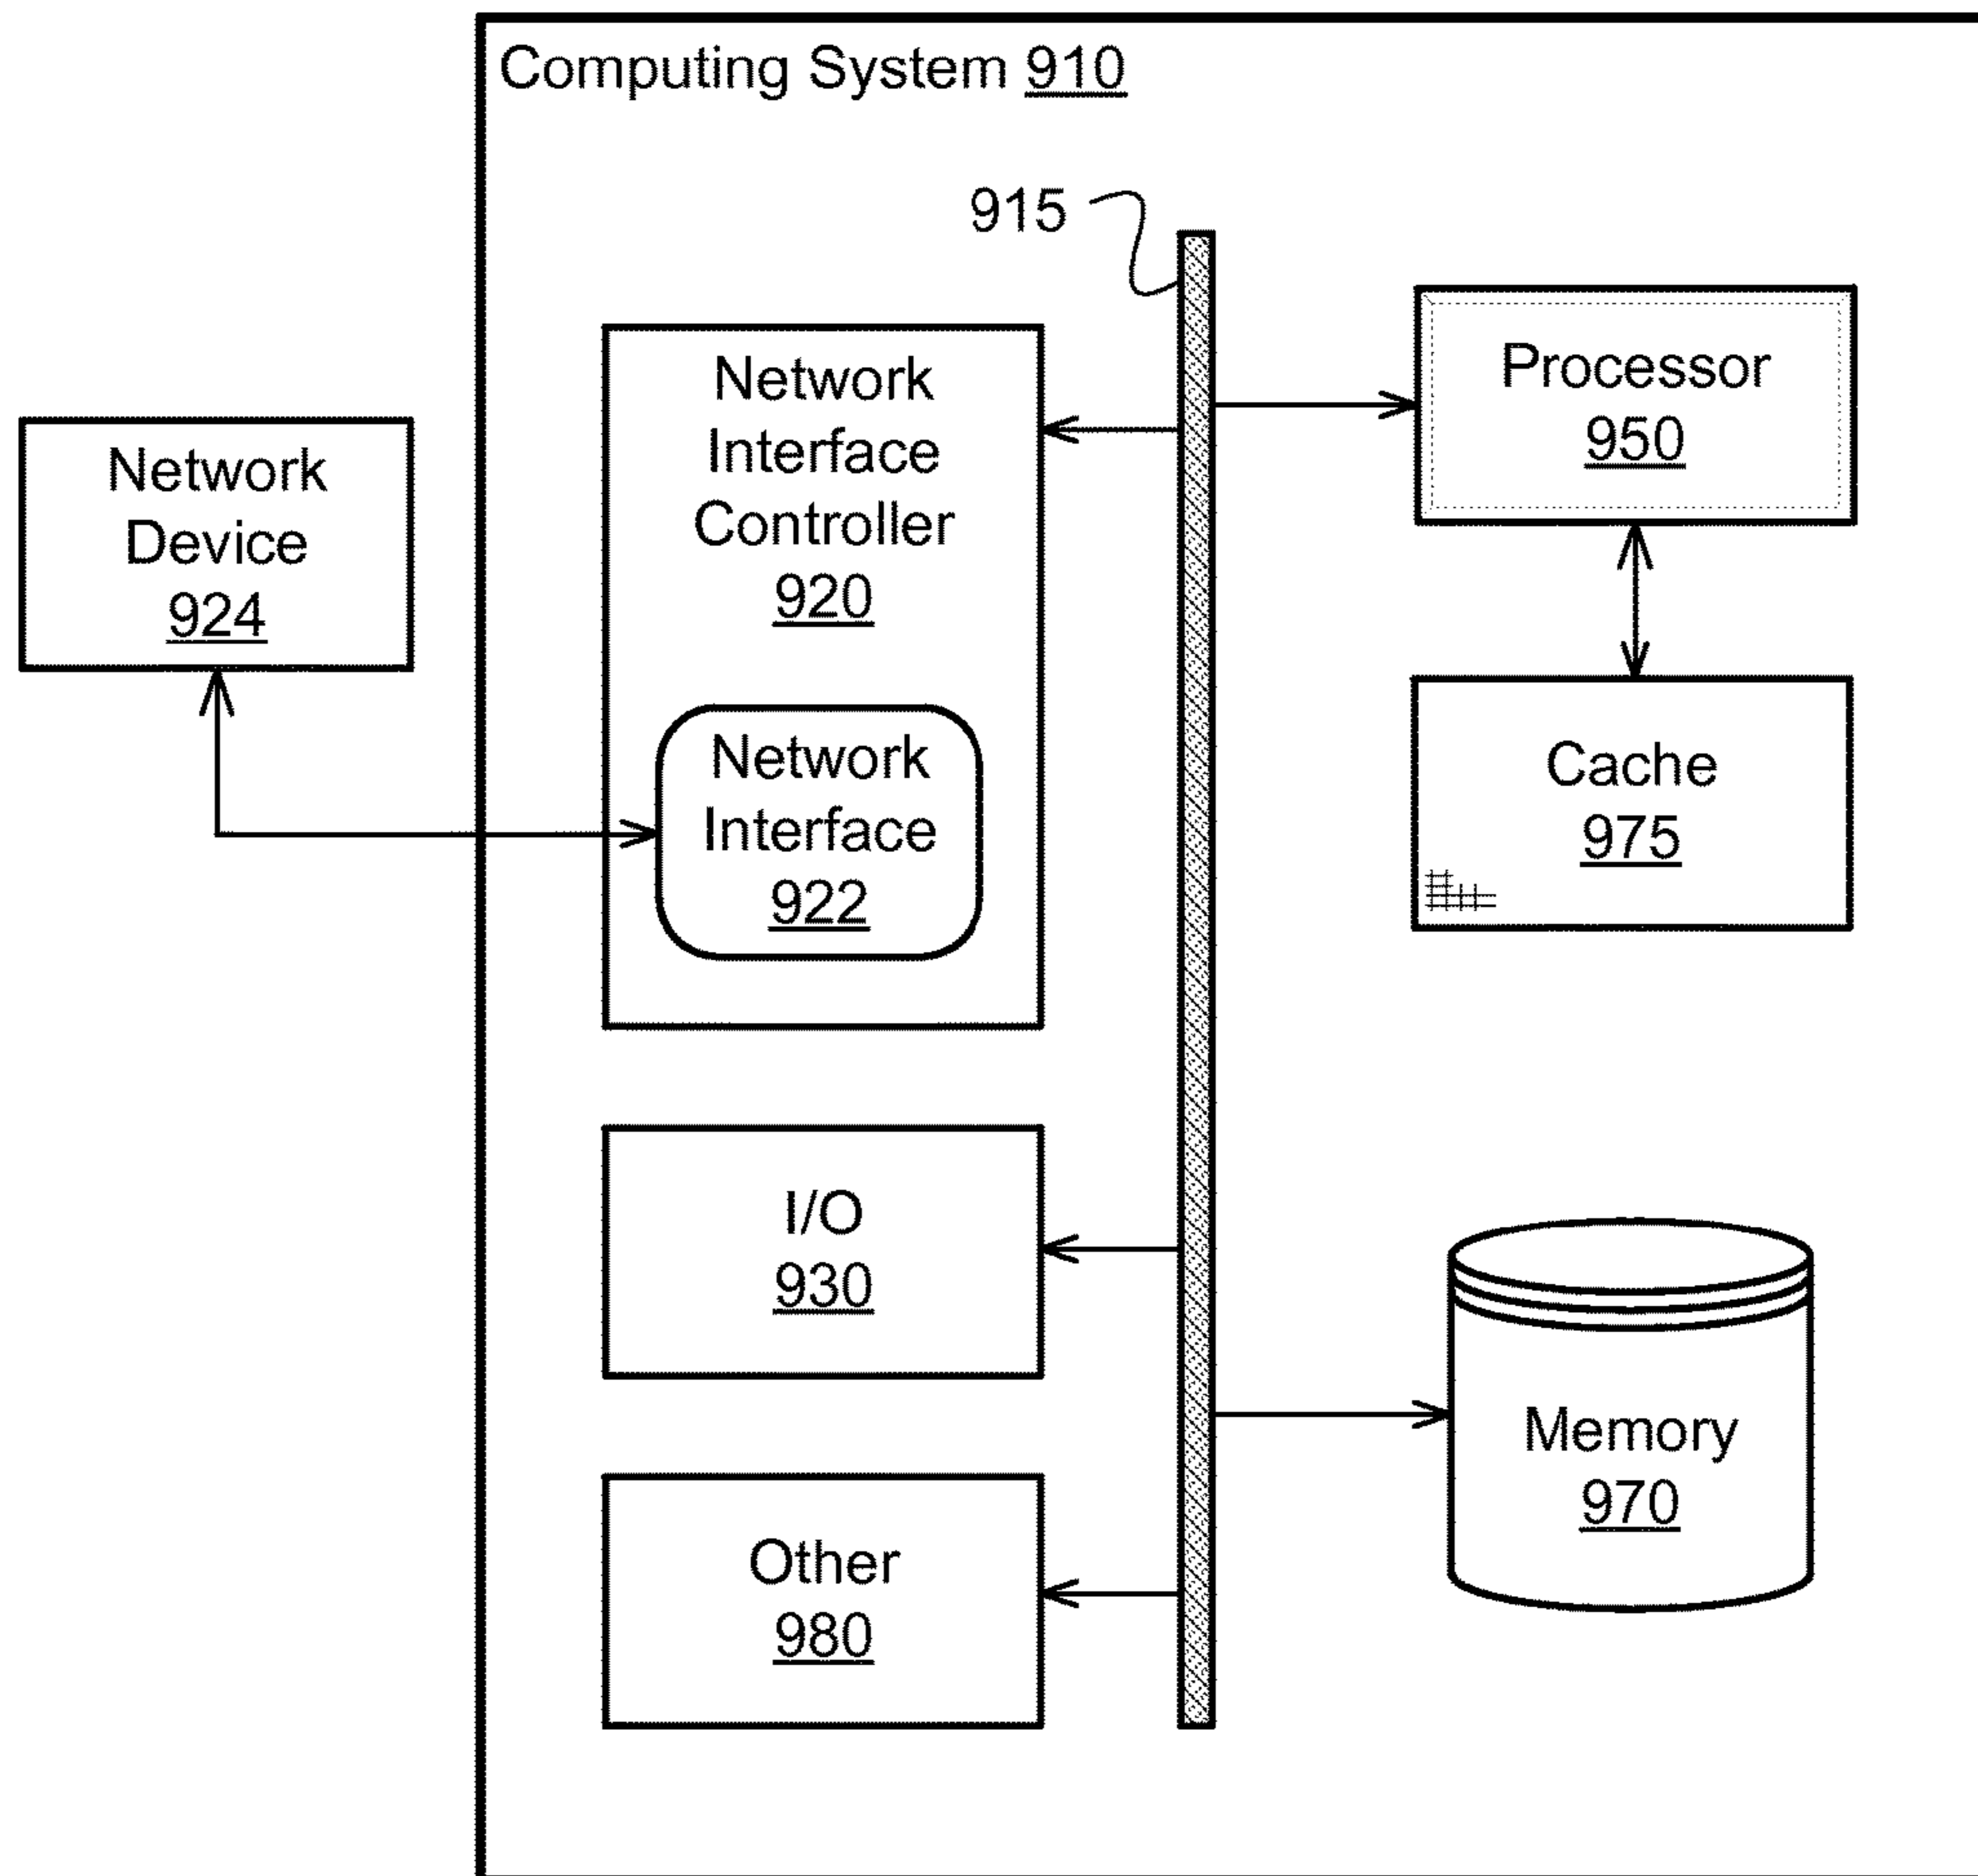 Computing System 910
915
Network
Interface
Controller
920
Processor
950
Network
Device
924
Network
Interface
922
Cache
975
I/O
930
Memory
970
Other
980